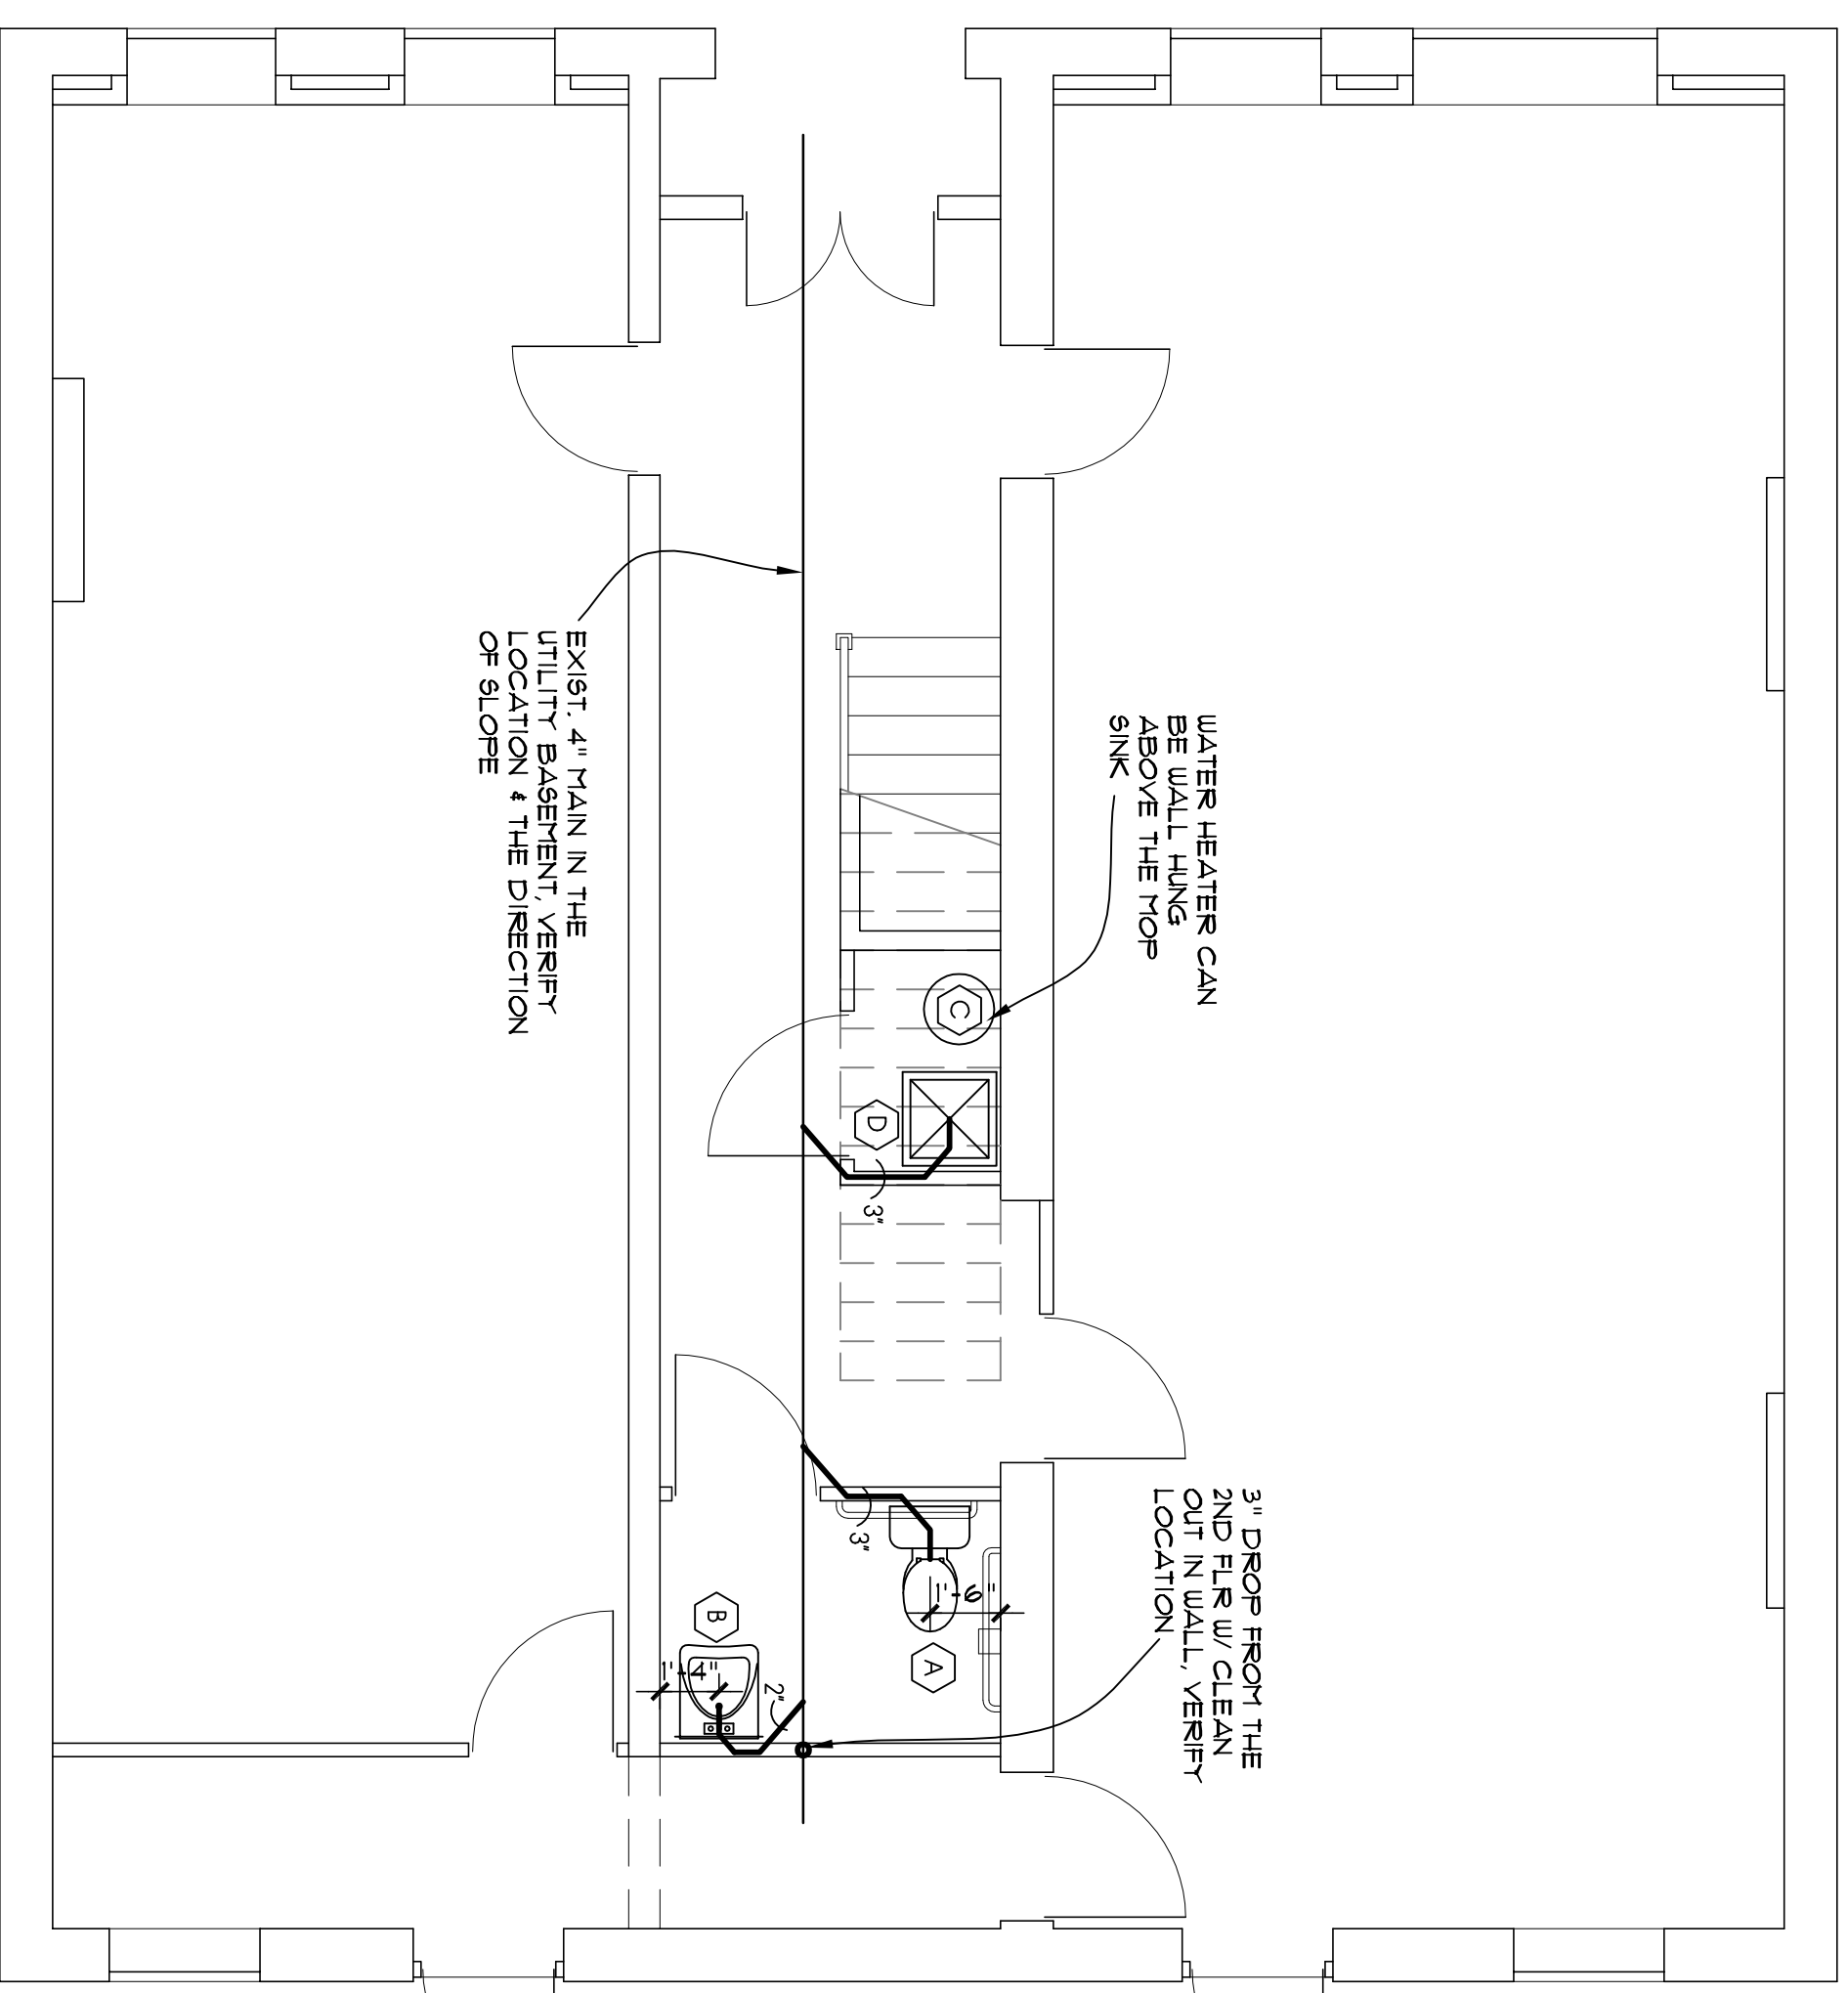 EXIST. 4" MAIN IN THE
UTILITY BASEMENT, VERIFY
LOCATION & THE DIRECTION
OF SLOPE
WATER HEATER CAN
BE WALL HUNG
ABOVE THE MOP
SINK
C
D
3"
3"
3" DROP FROM THE
2ND FLR W/ CLEAN
OUT IN WALL, VERIFY
LOCATION
1'-6"
A
B
1'-4"
2"